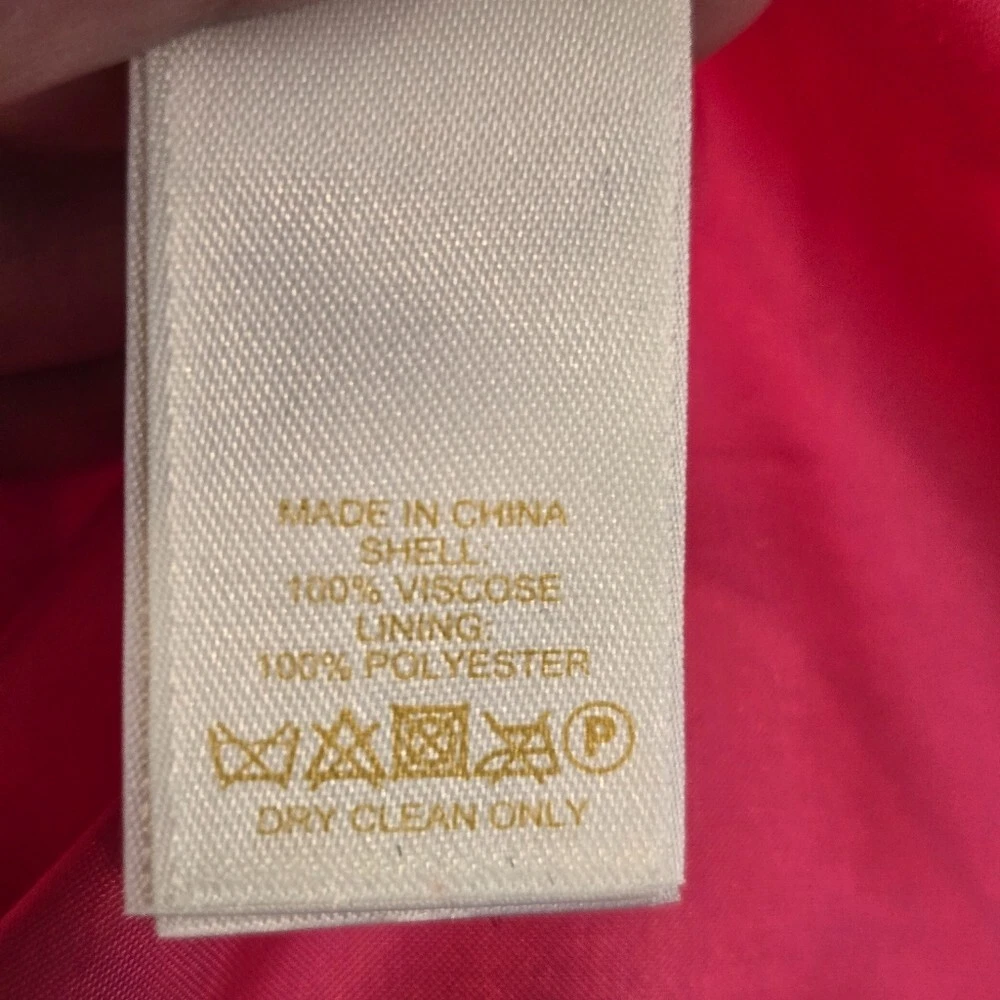 MADE IN CHINA
SHELL:
100% VISCOSE
LINING:
100% POLYESTER
P
DRY CLEAN ONLY